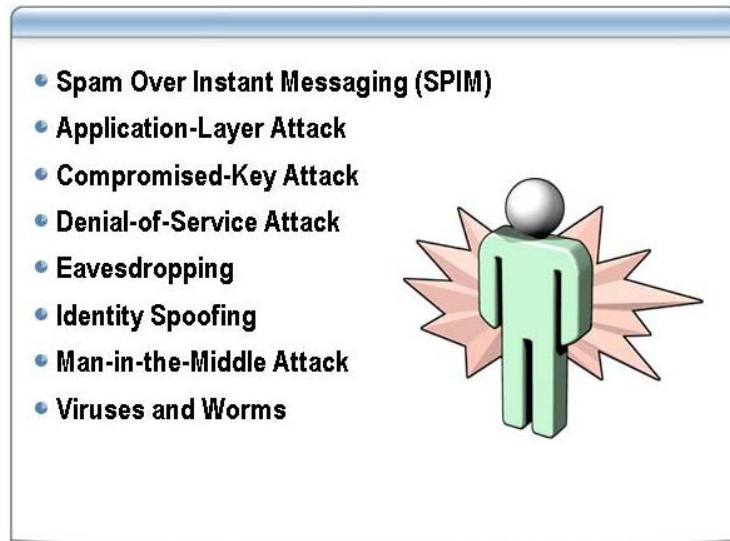 Spam Over Instant Messaging (SPIM)
Application-Layer Attack
Compromised-Key Attack
Denial-of-Service Attack
Eavesdropping
Identity Spoofing
Man-in-the-Middle Attack
Viruses and Worms